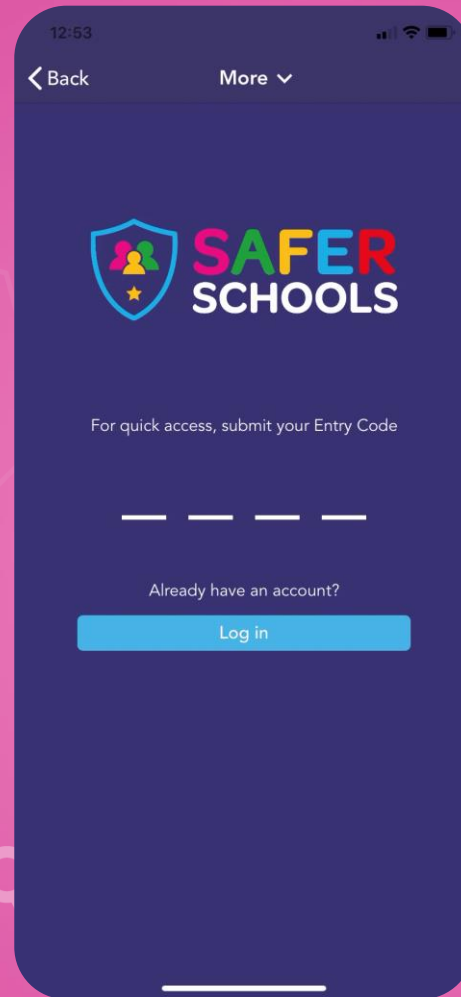 12:53
Back
More
SAFER
SCHOOLS
For quick access, submit your Entry Code
Already have an account?
Log in